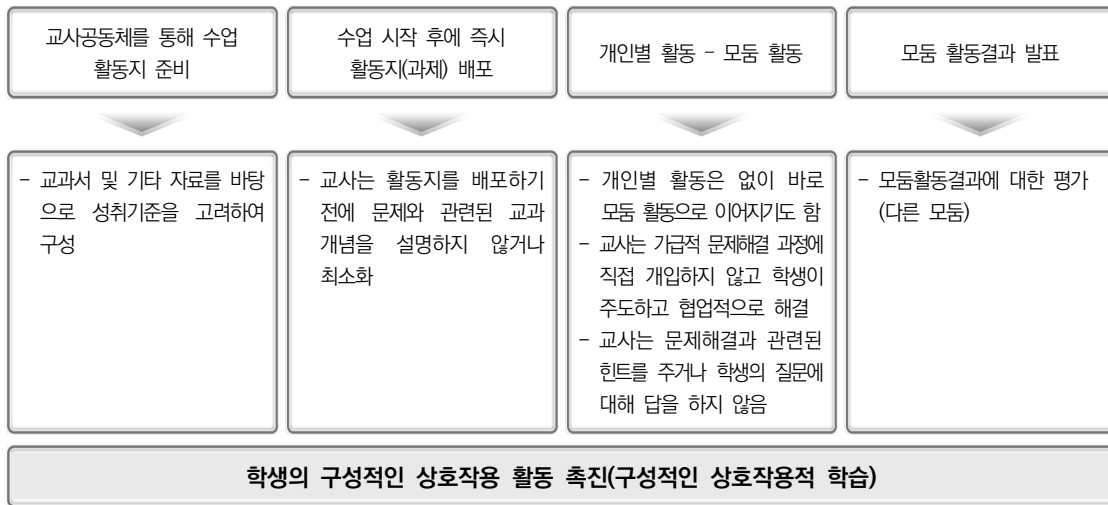 교사공동체를 통해 수업
활동지 준비
수업 시작 후에 즉시
활동지(과제) 배포
개인별 활동 - 모둠 활동
모둠 활동결과 발표
- 교과서 및 기타 자료를 바탕
으로 성취기준을 고려하여
구성
- 교사는 활동지를 배포하기
전에 문제와 관련된 교과
개념을 설명하지 않거나
최소화
- 개인별 활동은 없이 바로
모둠 활동으로 이어지기도 함
- 교사는 가급적 문제해결 과정에
직접 개입하지 않고 학생이
주도하고 협업적으로 해결
- 교사는 문제해결과 관련된
힌트를 주거나 학생의 질문에
대해 답을 하지 않음
- 모둠활동결과에 대한 평가
(다른 모둠)
학생의 구성적인 상호작용 활동 촉진(구성적인 상호작용적 학습)